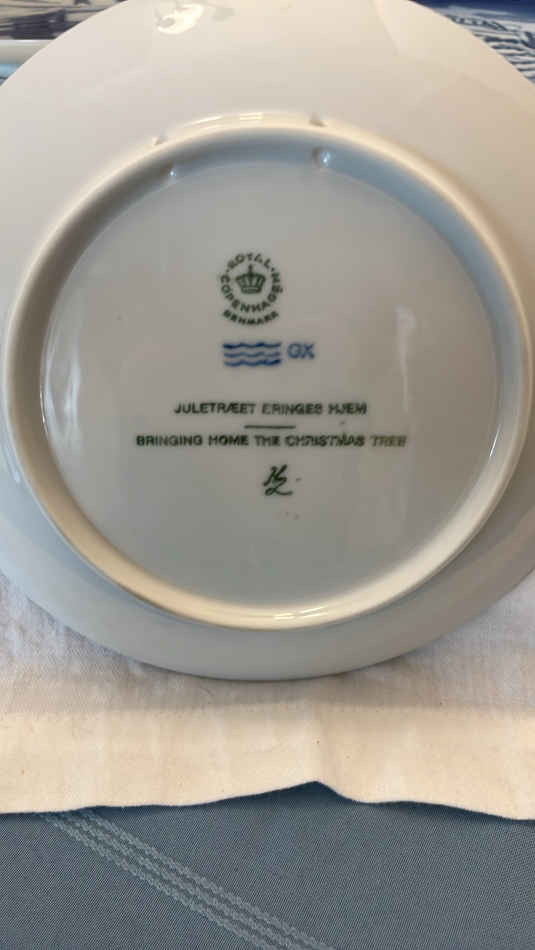 ROYAL
COPENHAGEN
DENMARK
GX
JULETRÆET BRINGES HJEM
BRINGING HOME THE CHRISTMAS TREE